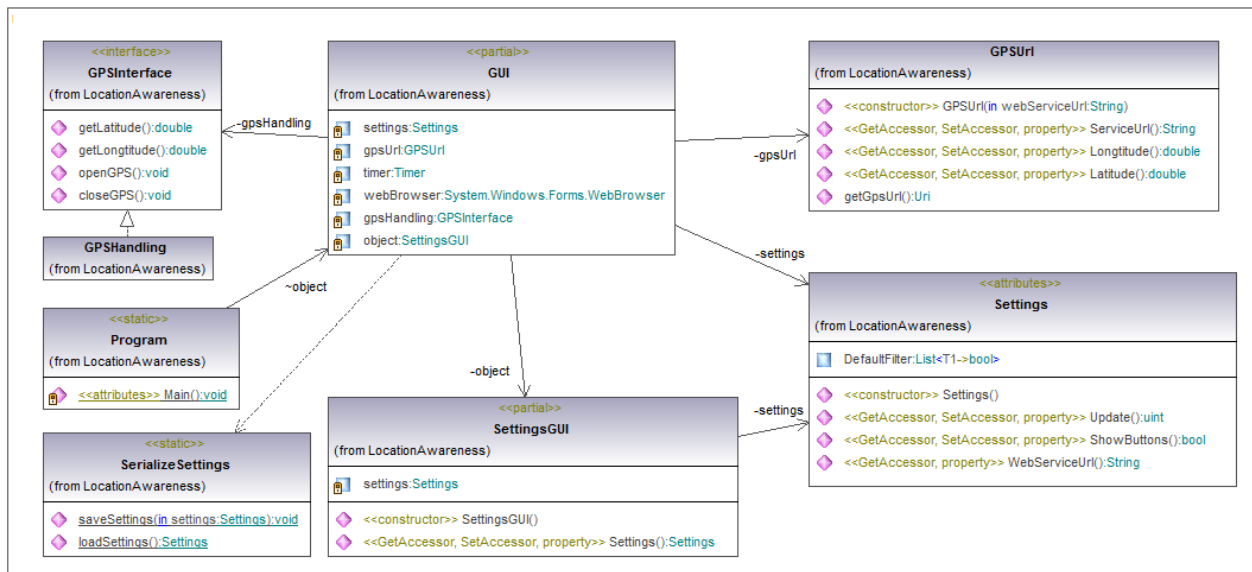 <<interface>>
GPSInterface
(from LocationAwareness)
getLatitude():double
getLongtitude():double
openGPS():void
closeGPS():void
GPSHandling
(from LocationAwareness)
<<static>>
Program
(from LocationAwareness)
<<attributes>> Main():void
<<static>>
SerializeSettings
(from LocationAwareness)
saveSettings(in settings:Settings):void
loadSettings():Settings
-gpsHandling
~object
<<partial>>
GUI
(from LocationAwareness)
settings:Settings
gpsUrl:GPSUrl
timer:Timer
webBrowser:System.Windows.Forms.WebBrowser
gpsHandling:GPSInterface
object:SettingsGUI
-object
<<partial>>
SettingsGUI
(from LocationAwareness)
settings:Settings
<<constructor>> SettingsGUI()
<<GetAccessor, SetAccessor, property>> Settings():Settings
-gpsUrl
-settings
-settings
GPSUrl
(from LocationAwareness)
<<constructor>> GPSUrl(in webServiceUrl:String)
<<GetAccessor, SetAccessor, property>> ServiceUrl():String
<<GetAccessor, SetAccessor, property>> Longtitude():double
<<GetAccessor, SetAccessor, property>> Latitude():double
getGpsUrl():Uri
<<attributes>>
Settings
(from LocationAwareness)
DefaultFilter:List<T1->bool>
<<constructor>> Settings()
<<GetAccessor, SetAccessor, property>> Update():uint
<<GetAccessor, SetAccessor, property>> ShowButtons():bool
<<GetAccessor, property>> WebServiceUrl():String